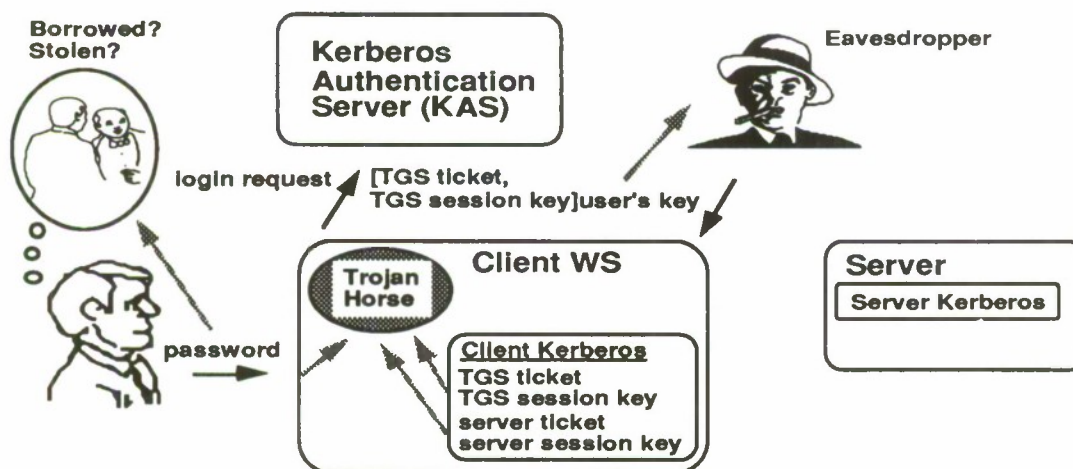 Borrowed?
Stolen?
Kerberos
Authentication
Server (KAS)
Eavesdropper
login request
[TGS ticket,
TGS session key]user's key
Trojan
Horse
Client WS
Server
Server Kerberos
password
Client Kerberos
TGS ticket
TGS session key
server ticket
server session key